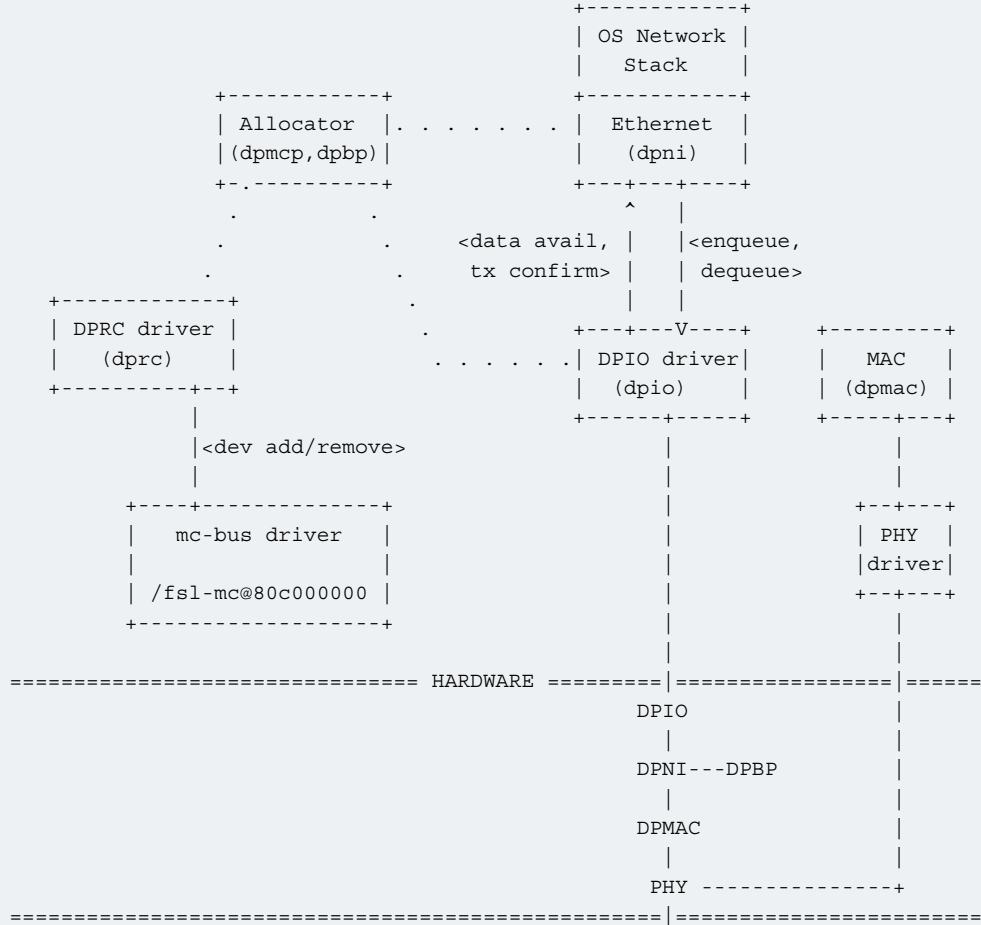 +------------+
                                             | OS Network |
                                             |   Stack    |
                 +------------+              +------------+
                 | Allocator  |. . . . . . . |  Ethernet  |
                 |(dpmcp,dpbp)|              |   (dpni)   |
                 +-.----------+              +---+---+----+
                  .          .                   ^   |
                 .            .     <data avail, |   |<enqueue,
                .              .     tx confirm> |   | dequeue>
    +-------------+             .                |   |
    | DPRC driver |              .           +---+---V----+     +---------+
    |   (dprc)    |               . . . . . .| DPIO driver|     |   MAC   |
    +----------+--+                          |  (dpio)    |     | (dpmac) |
               |                             +------+-----+     +-----+---+
               |<dev add/remove>                    |                 |
               |                                    |                 |
          +----+--------------+                     |              +--+---+
          |   mc-bus driver   |                     |              | PHY  |
          |                   |                     |              |driver|
          | /fsl-mc@80c000000 |                     |              +--+---+
          +-------------------+                     |                 |
                                                    |                 |
 ================================ HARDWARE =========|=================|======
                                                  DPIO                |
                                                    |                 |
                                                  DPNI---DPBP         |
                                                    |                 |
                                                  DPMAC               |
                                                    |                 |
                                                   PHY ---------------+
 ===================================================|========================